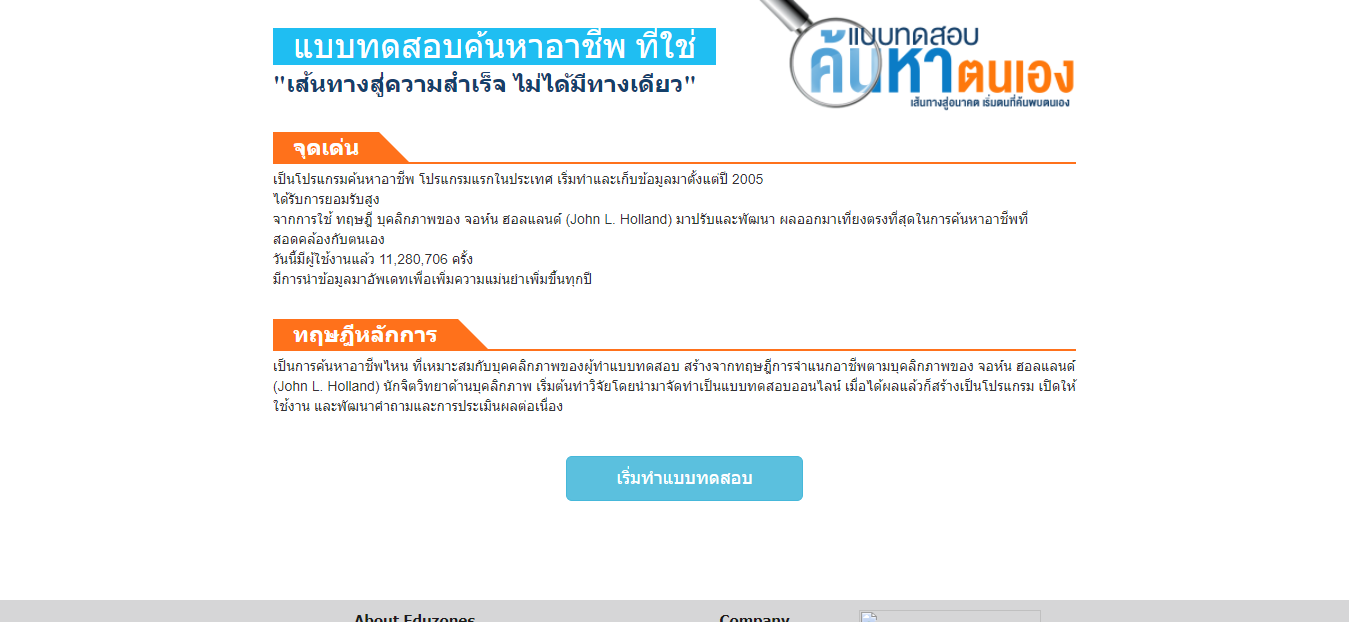 แบบทดสอบค้นหาอาชีพ ที่ใช่
"เส้นทางสู่ความสำเร็จ ไม่ได้มีทางเดียว"
แบบทดสอบ
ค้นหาตนเอง
เส้นทางสู่อนาคต เริ่มตนที่ค้นพบตนเอง
จุดเด่น
เป็นโปรแกรมค้นหาอาชีพ โปรแกรมแรกในประเทศ เริ่มทำและเก็บข้อมูลมาตั้งแต่ปี 2005
ได้รับการยอมรับสูง
จากการใช้ ทฤษฎี บุคลิกภาพของ จอห์น ฮอลแลนด์ (John L. Holland) มาปรับและพัฒนา ผลออกมาเที่ยงตรงที่สุดในการค้นหาอาชีพที่
สอดคล้องกับตนเอง
วันนี้มีผู้ใช้งานแล้ว 11,280,706 ครั้ง
มีการนำข้อมูลมาอัพเดทเพื่อเพิ่มความแม่นยำเพิ่มขึ้นทุกปี
ทฤษฎีหลักการ
เป็นการค้นหาอาชีพไหน ที่เหมาะสมกับบุคคลิกภาพของผู้ทำแบบทดสอบ สร้างจากทฤษฎีการจำแนกอาชีพตามบุคลิกภาพของ จอห์น ฮอลแลนด์
(John L. Holland) นักจิตวิทยาด้านบุคลิกภาพ เริ่มต้นทำวิจัยโดยนำมาจัดทำเป็นแบบทดสอบออนไลน์ เมื่อได้ผลแล้วก็สร้างเป็นโปรแกรม เปิดให้
ใช้งาน และพัฒนาคำถามและการประเมินผลต่อเนื่อง
เริ่มทำแบบทดสอบ
About Eduzones
Company